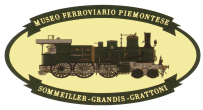 MUSEO FERROVIARIO PIEMONTESE
SOMMEILLER-GRANDIS-GRATTONI